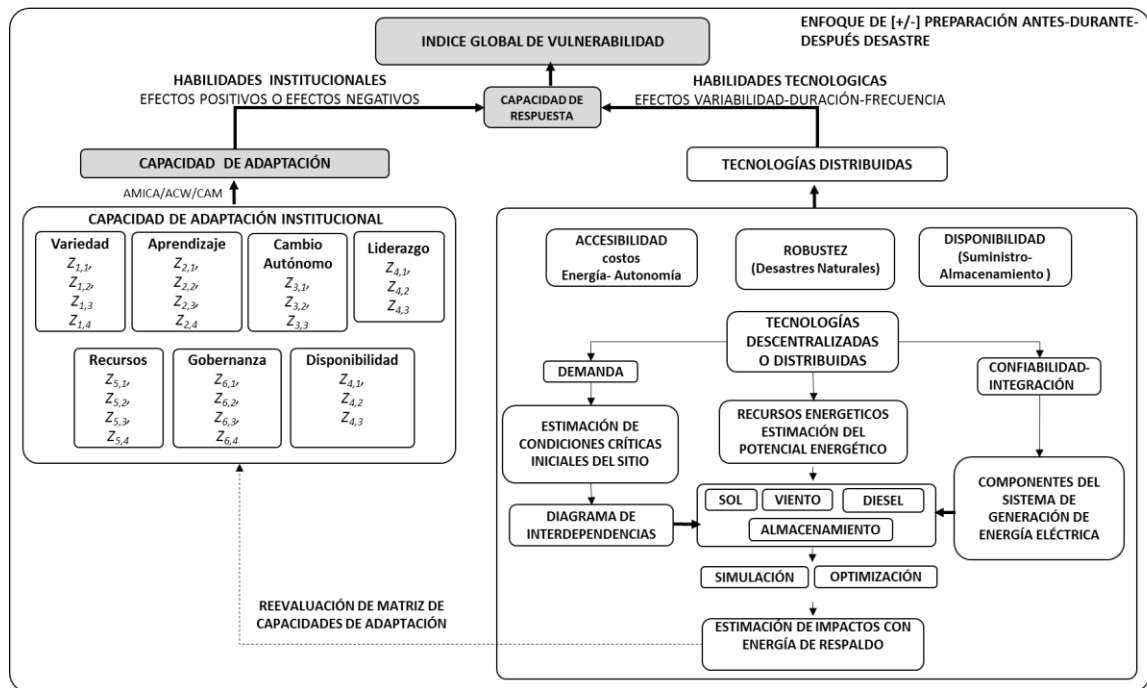 ENFOQUE DE [+/-] PREPARACIÓN ANTES-DURANTE-
DESPUÉS DESASTRE
INDICE GLOBAL DE VULNERABILIDAD
HABILIDADES INSTITUCIONALES
EFECTOS POSITIVOS O EFECTOS NEGATIVOS
CAPACIDAD DE
RESPUESTA
HABILIDADES TECNOLOGICAS
EFECTOS VARIABILIDAD-DURACIÓN-FRECUENCIA
CAPACIDAD DE ADAPTACIÓN
TECNOLOGÍAS DISTRIBUIDAS
AMICA/ACW/CAM
CAPACIDAD DE ADAPTACIÓN INSTITUCIONAL
Variedad
Z1,1,
Z1,2,
Z1,3
Z1,4
Aprendizaje
Z2,1,
Z2,2,
Z2,3,
Z2,4
Cambio
Autónomo
Z3,1,
Z3,2,
Z3,3
Liderazgo
Z4,1,
Z4,2
Z4,3
Recursos
Z5,1,
Z5,2,
Z5,3,
Z5,4
Gobernanza
Z6,1,
Z6,2,
Z6,3,
Z6,4
Disponibilidad
Z4,1,
Z4,2
Z4,3
ACCESIBILIDAD
costos
Energía- Autonomía
ROBUSTEZ
(Desastres Naturales)
DISPONIBILIDAD
(Suministro-
Almacenamiento )
TECNOLOGÍAS
DESCENTRALIZADAS
O DISTRIBUIDAS
DEMANDA
CONFIABILIDAD-
INTEGRACIÓN
ESTIMACIÓN DE
CONDICIONES CRÍTICAS
INICIALES DEL SITIO
RECURSOS ENERGETICOS
ESTIMACIÓN DEL
POTENCIAL ENERGÉTICO
COMPONENTES DEL
SISTEMA DE
GENERACIÓN DE
ENERGÍA ELÉCTRICA
DIAGRAMA DE
INTERDEPENDENCIAS
SOL
VIENTO
DIESEL
ALMACENAMIENTO
SIMULACIÓN
OPTIMIZACIÓN
ESTIMACIÓN DE IMPACTOS CON
ENERGÍA DE RESPALDO
REEVALUACIÓN DE MATRIZ DE
CAPACIDADES DE ADAPTACIÓN